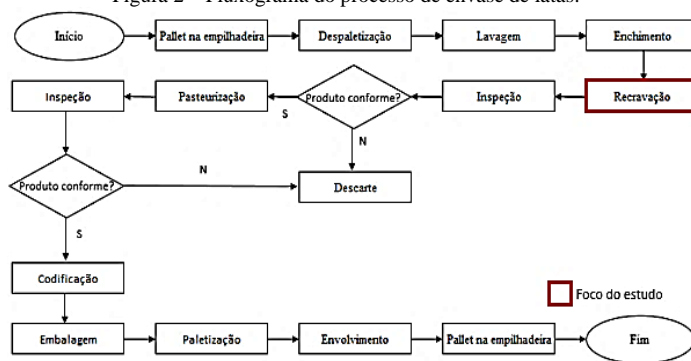 Figura 2 – Fluxograma do processo de envase de latas.
Início
Pallet na empilhadeira
Despaletização
Lavagem
Enchimento
Inspeção
Pasteurização
Produto conforme?
Inspeção
Recravação
S
N
Produto conforme?
N
Descarte
S
Codificação
Foco do estudo
Embalagem
Paletização
Envolvimento
Pallet na empilhadeira
Fim